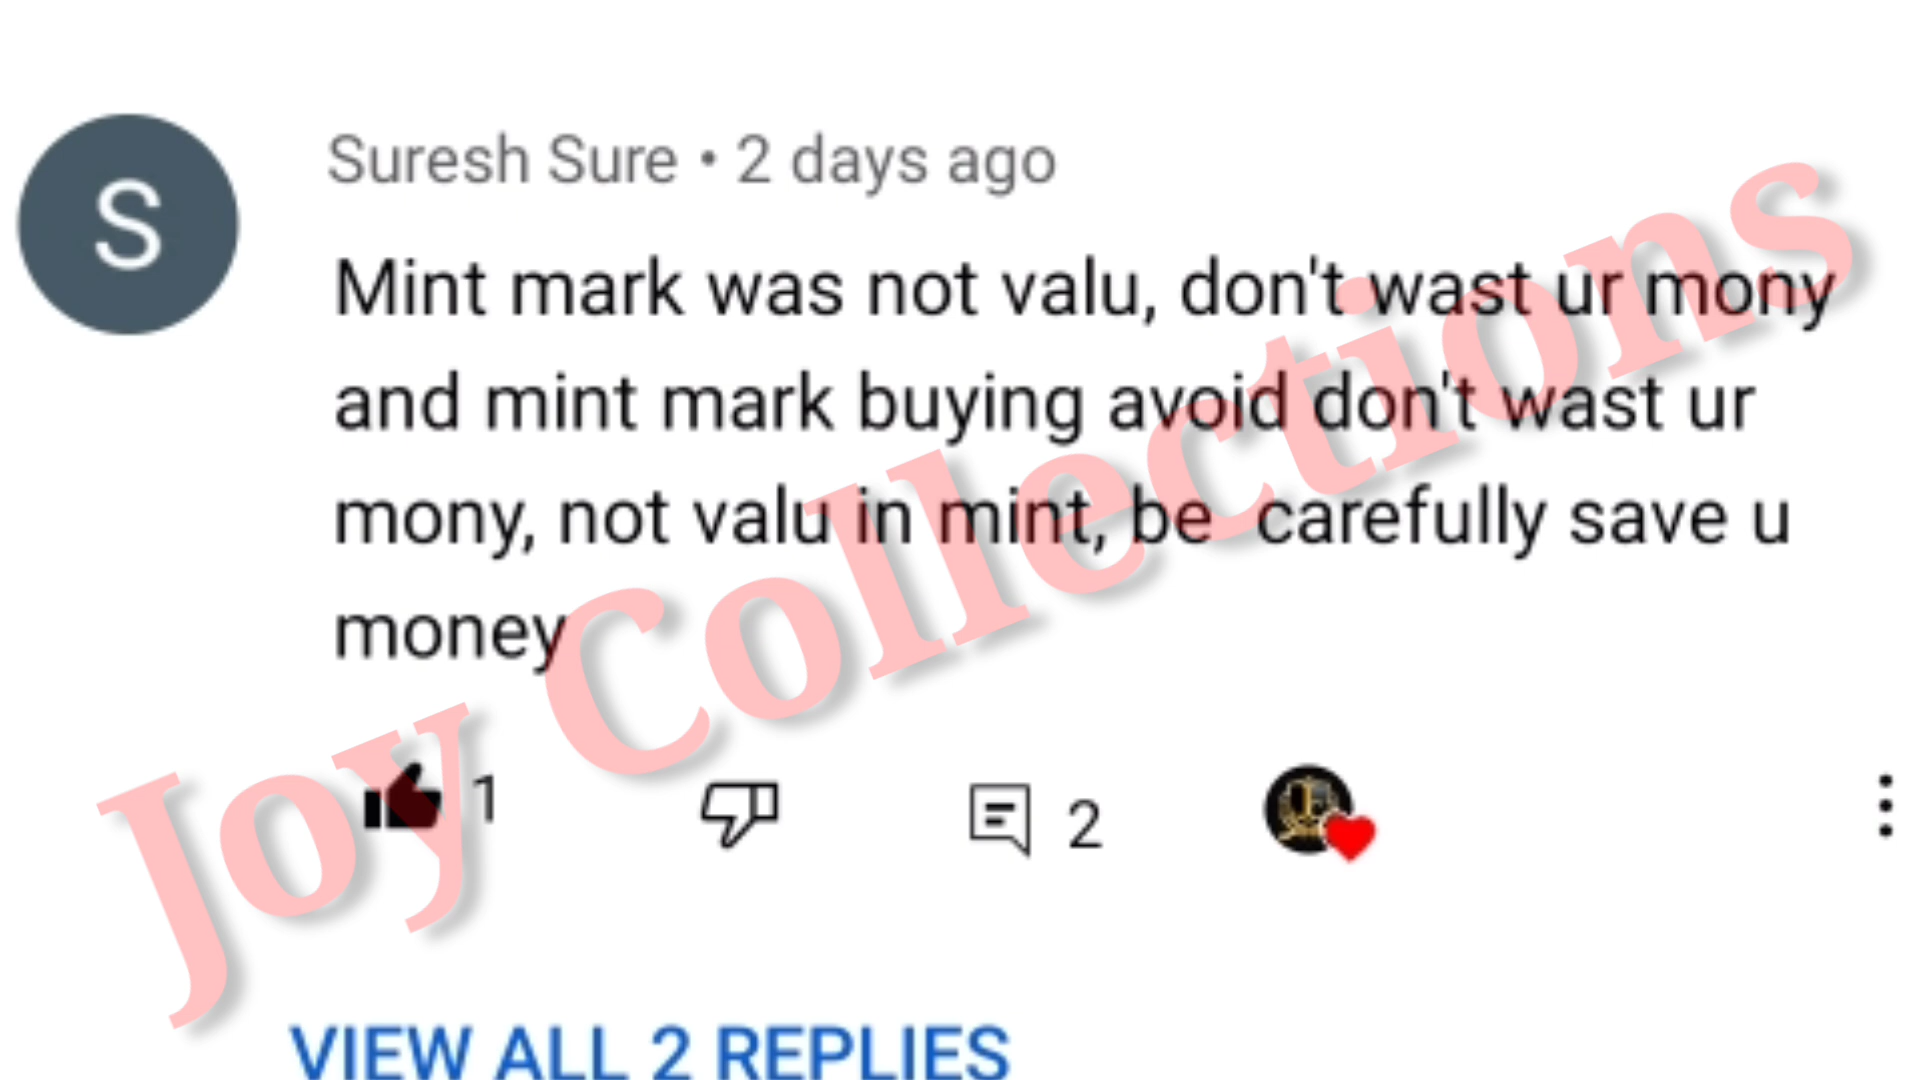 S
Suresh Sure • 2 days ago
Mint mark was not valu, don't wast ur mony
and mint mark buying avoid don't wast ur
mony, not valu in mint, be carefully save u
money
1
2
VIEW ALL 2 REPLIES
Joy Collections